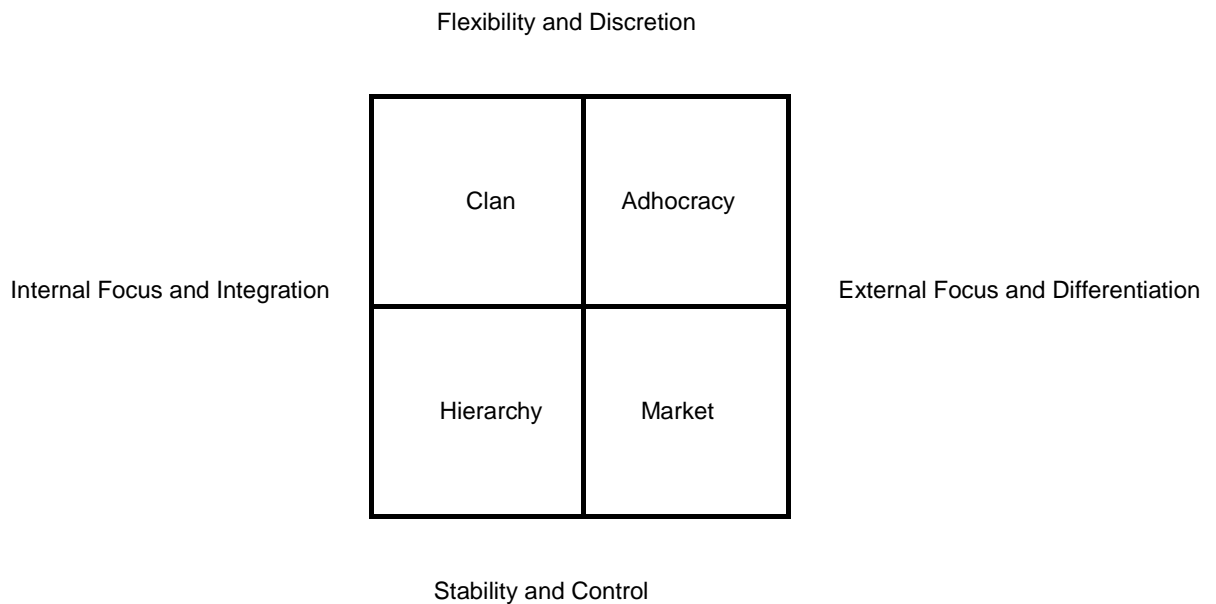 Flexibility and Discretion
Clan
Adhocracy
Internal Focus and Integration
External Focus and Differentiation
Hierarchy
Market
Stability and Control